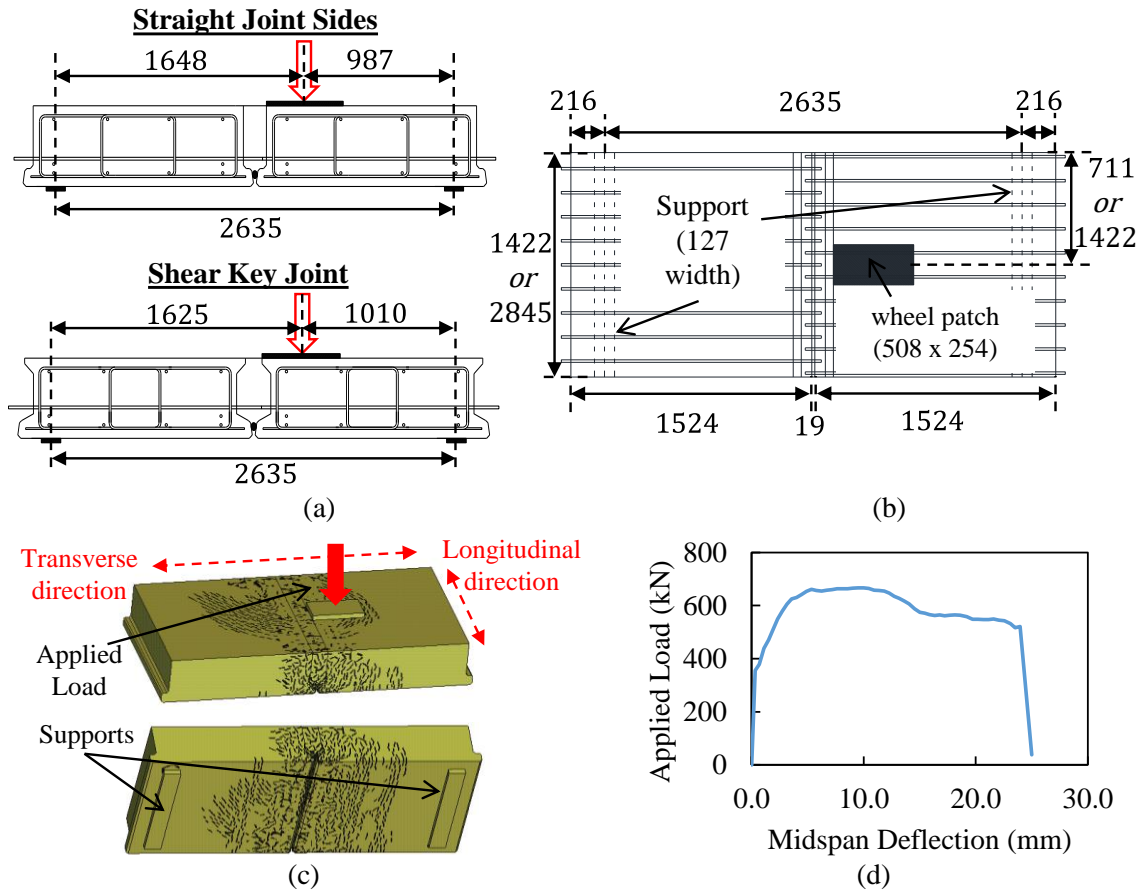 Straight Joint Sides
1648
987
2635
Shear Key Joint
1625
1010
2635
(a)
216
2635
216
1422
or
2845
Support
(127
width)
wheel patch
(508 x 254)
711
or
1422
1524
19
1524
(b)
Transverse
direction
Longitudinal
direction
Applied
Load
Supports
(c)
Applied Load (kN)
800
600
400
200
0
0.0
10.0
20.0
30.0
Midspan Deflection (mm)
(d)